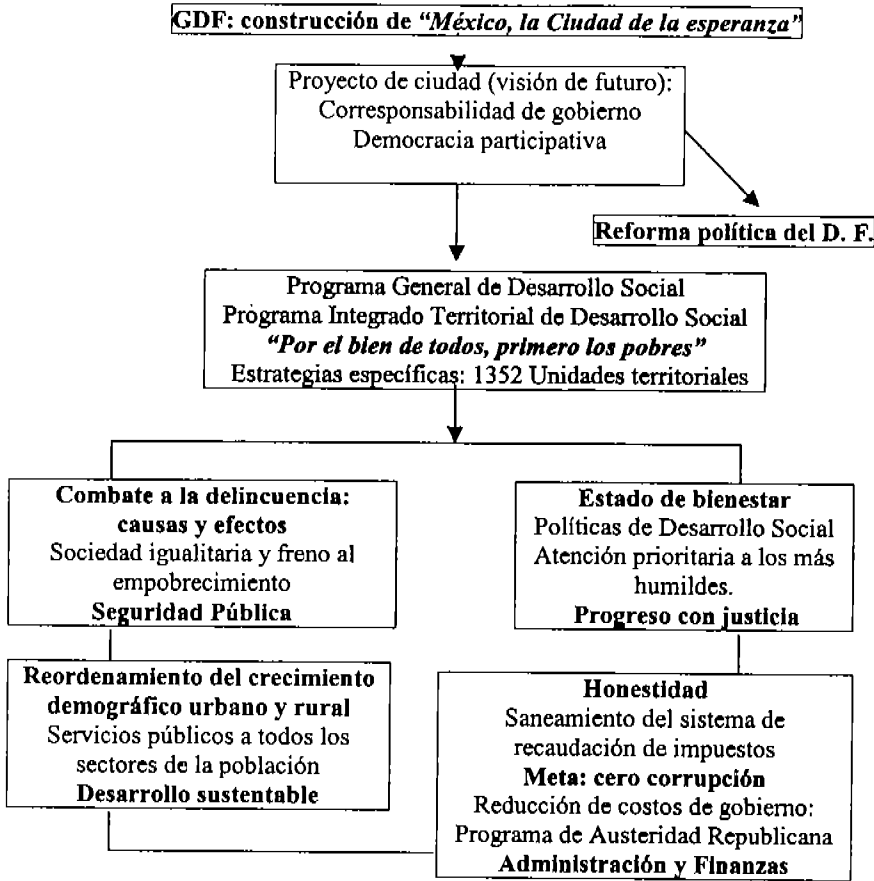 GDF: construcción de “México, la Ciudad de la esperanza”
Proyecto de ciudad (visión de futuro):
Corresponsabilidad de gobierno
Democracia participativa
Reforma política del D. F.
Programa General de Desarrollo Social
Programa Integrado Territorial de Desarrollo Social
“Por el bien de todos, primero los pobres”
Estrategias específicas: 1352 Unidades territoriales
Combate a la delincuencia:
causas y efectos
Sociedad igualitaria y freno al
empobrecimiento
Seguridad Pública
Estado de bienestar
Políticas de Desarrollo Social
Atención prioritaria a los más
humildes.
Progreso con justicia
Reordenamiento del crecimiento
demográfico urbano y rural
Servicios públicos a todos los
sectores de la población
Desarrollo sustentable
Honestidad
Saneamiento del sistema de
recaudación de impuestos
Meta: cero corrupción
Reducción de costos de gobierno:
Programa de Austeridad Republicana
Administración y Finanzas